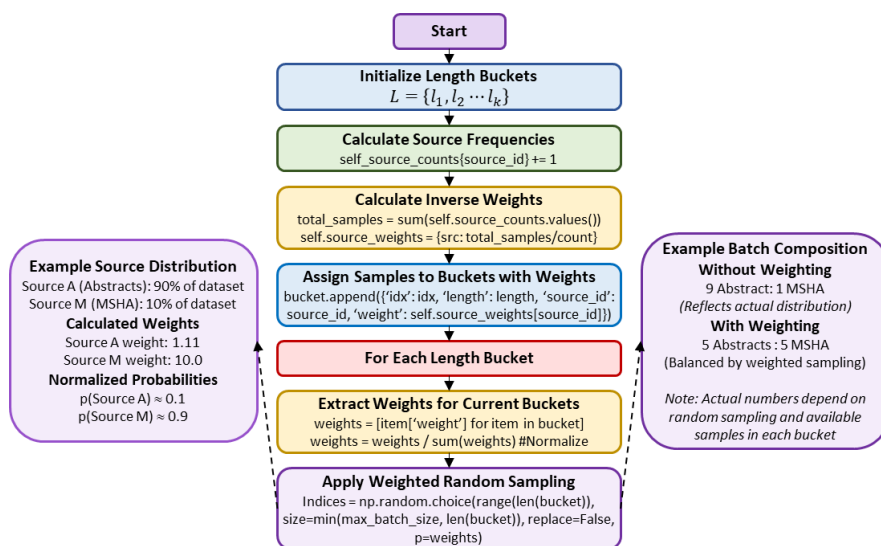 Start
Initialize Length Buckets
L = {l₁, l₂ ⋯ lₖ}
Calculate Source Frequencies
self_source_counts{source_id} += 1
Calculate Inverse Weights
total_samples = sum(self.source_counts.values())
self.source_weights = {src: total_samples/count}
Assign Samples to Buckets with Weights
bucket.append({‘idx’: idx, ‘length’: length, ‘source_id’:
source_id, ‘weight’: self.source_weights[source_id]})
For Each Length Bucket
Extract Weights for Current Buckets
weights = [item[‘weight’] for item in bucket]
weights = weights / sum(weights) #Normalize
Apply Weighted Random Sampling
Indices = np.random.choice(range(len(bucket)),
size=min(max_batch_size, len(bucket)), replace=False,
p=weights)
Example Source Distribution
Source A (Abstracts): 90% of dataset
Source M (MSHA): 10% of dataset
Calculated Weights
Source A weight: 1.11
Source M weight: 10.0
Normalized Probabilities
p(Source A) ≈ 0.1
p(Source M) ≈ 0.9
Example Batch Composition
Without Weighting
9 Abstract: 1 MSHA
(Reflects actual distribution)
With Weighting
5 Abstracts : 5 MSHA
(Balanced by weighted sampling)
Note: Actual numbers depend on
random sampling and available
samples in each bucket